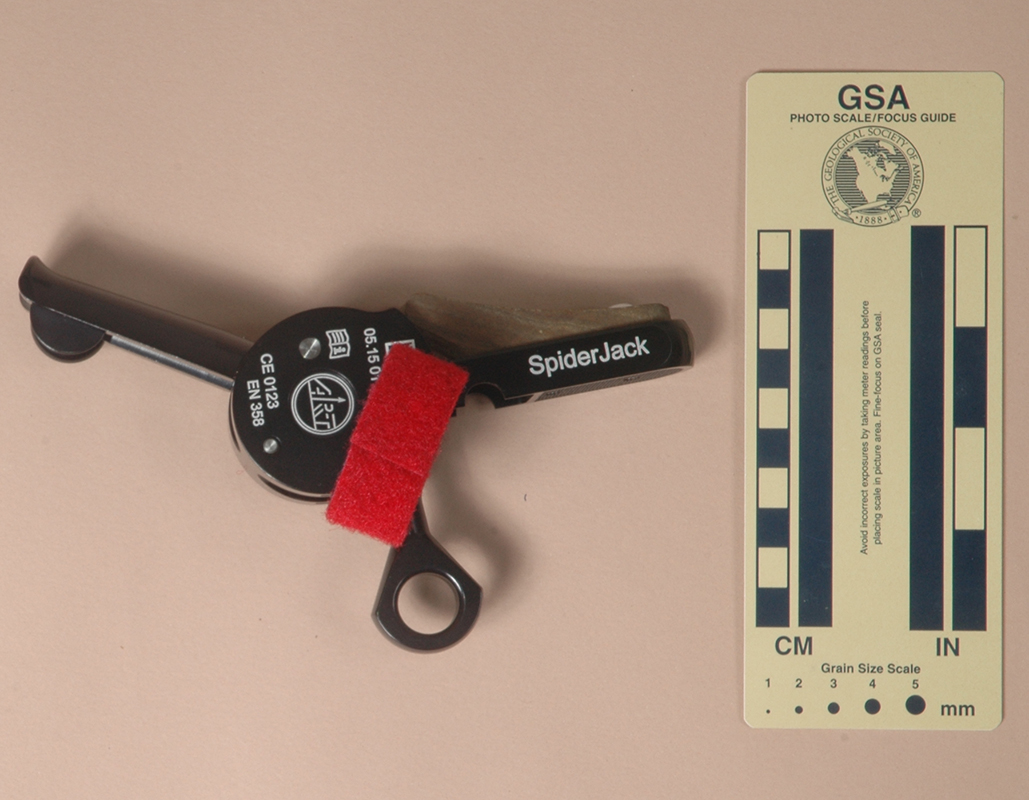 05.15 01
CE 0123
EN 358
ART
SpiderJack
GSA
PHOTO SCALE/FOCUS GUIDE
THE GEOLOGICAL SOCIETY OF AMERICA
·1888·
®
Avoid incorrect exposures by taking meter readings before
placing scale in picture area. Fine-focus on GSA seal.
CM
IN
Grain Size Scale
1 2 3 4 5
mm